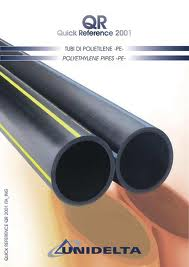 QR
Quick Reference 2001
TUBI DI POLIETILENE -PE-
POLYETHYLENE PIPES -PE-
UNIDELTA